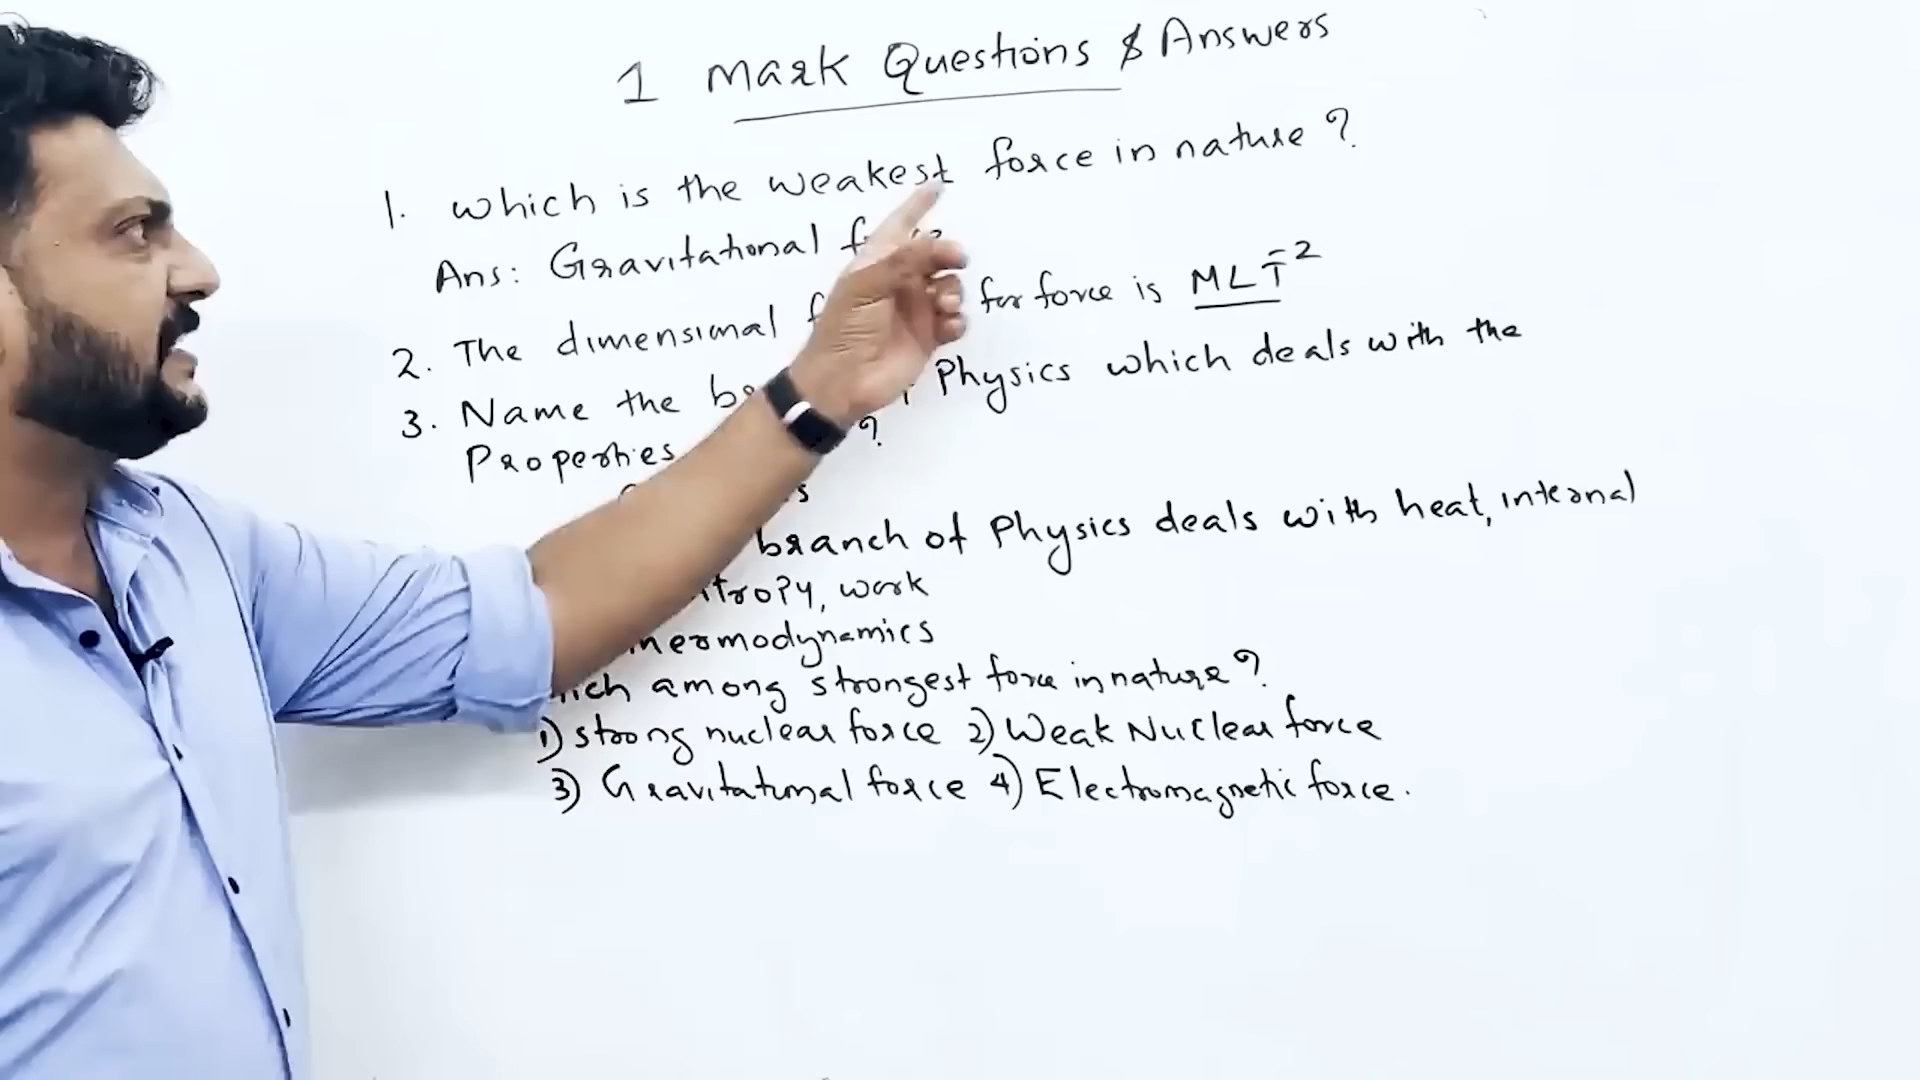 1 Mark Questions & Answers
1. Which is the weakest force in nature?
Ans: Gravitational
2. The dimensional for force is MLT⁻²
3. Name the Physics which deals with the
Properties ?
branch of Physics deals with heat, internal
work
among strongest force in nature?
1) strong nuclear force 2) Weak Nuclear force
3) Gravitational force 4) Electromagnetic force.